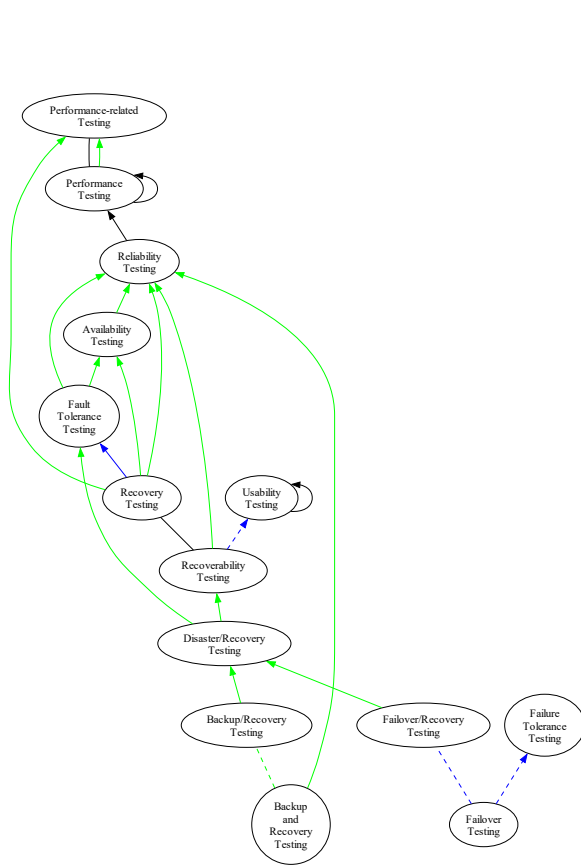 Performance-related
Testing
Performance
Testing
Reliability
Testing
Availability
Testing
Fault
Tolerance
Testing
Recovery
Testing
Usability
Testing
Recoverability
Testing
Disaster/Recovery
Testing
Backup/Recovery
Testing
Failover/Recovery
Testing
Failure
Tolerance
Testing
Backup
and
Recovery
Testing
Failover
Testing